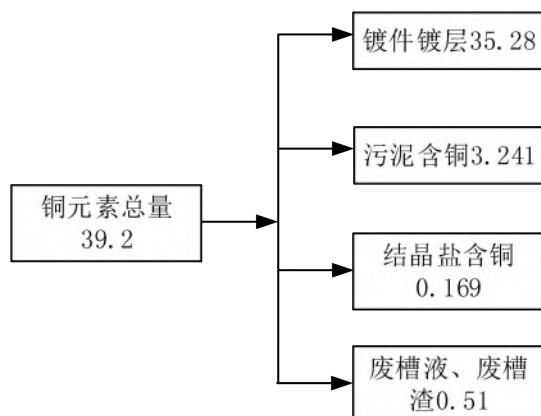 镀件镀层35.28
污泥含铜3.241
铜元素总量
39.2
结晶盐含铜
0.169
废槽液、废槽
渣0.51